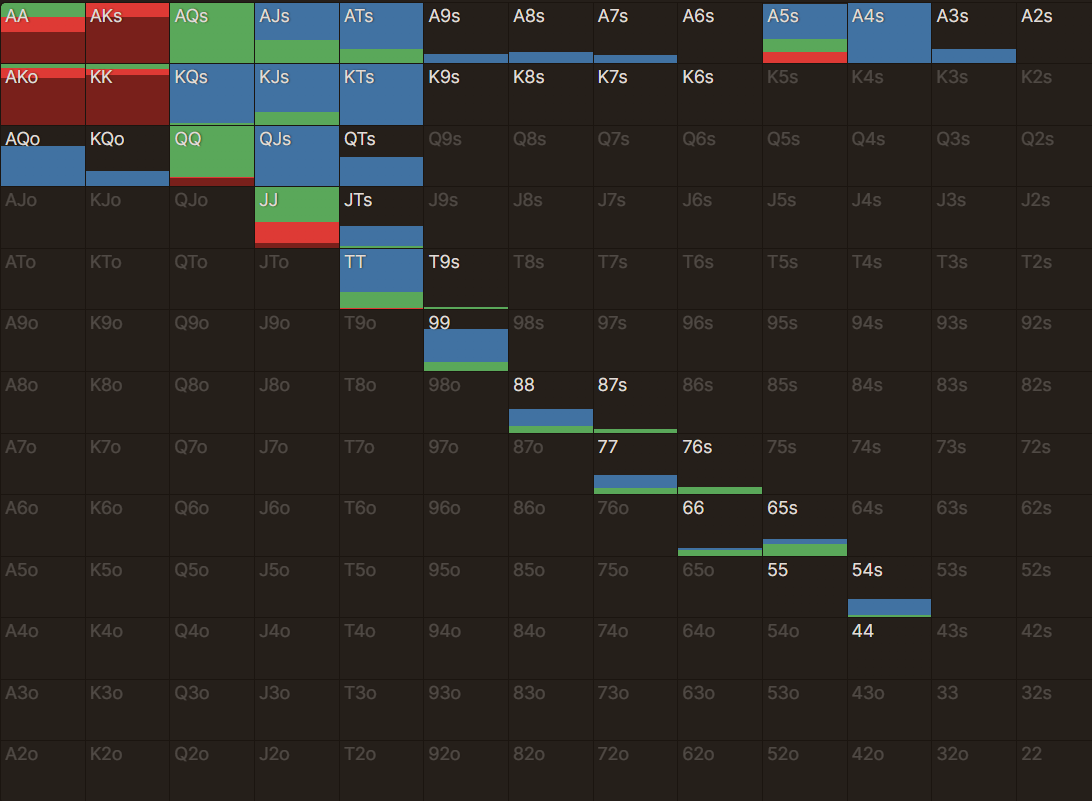 AA AKs AQs AJs ATs A9s A8s A7s A6s A5s A4s A3s A2s
AKo KK KQs KJs KTs K9s K8s K7s K6s K5s K4s K3s K2s
AQo KQo QQ QJs QTs Q9s Q8s Q7s Q6s Q5s Q4s Q3s Q2s
AJo KJo QJo JJ JTs J9s J8s J7s J6s J5s J4s J3s J2s
ATo KTo QTo JTo TT T9s T8s T7s T6s T5s T4s T3s T2s
A9o K9o Q9o J9o T9o 99 98s 97s 96s 95s 94s 93s 92s
A8o K8o Q8o J8o T8o 98o 88 87s 86s 85s 84s 83s 82s
A7o K7o Q7o J7o T7o 97o 87o 77 76s 75s 74s 73s 72s
A6o K6o Q6o J6o T6o 96o 86o 76o 66 65s 64s 63s 62s
A5o K5o Q5o J5o T5o 95o 85o 75o 65o 55 54s 53s 52s
A4o K4o Q4o J4o T4o 94o 84o 74o 64o 54o 44 43s 42s
A3o K3o Q3o J3o T3o 93o 83o 73o 63o 53o 43o 33 32s
A2o K2o Q2o J2o T2o 92o 82o 72o 62o 52o 42o 32o 22